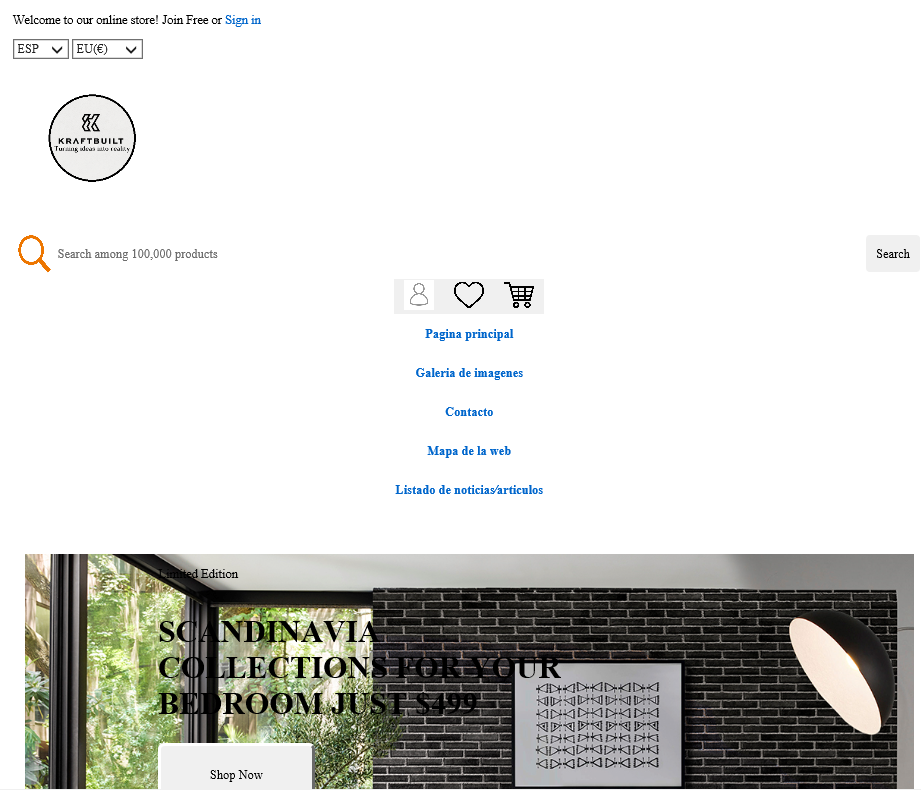 Welcome to our online store! Join Free or Sign in
ESP EU(€)
KRAFTBUILT
Turning ideas into reality
Search among 100,000 products Search
Pagina principal
Galeria de imagenes
Contacto
Mapa de la web
Listado de noticias/articulos
Limited Edition
SCANDINAVIA
COLLECTIONS FOR YOUR
BEDROOM JUST $499
Shop Now